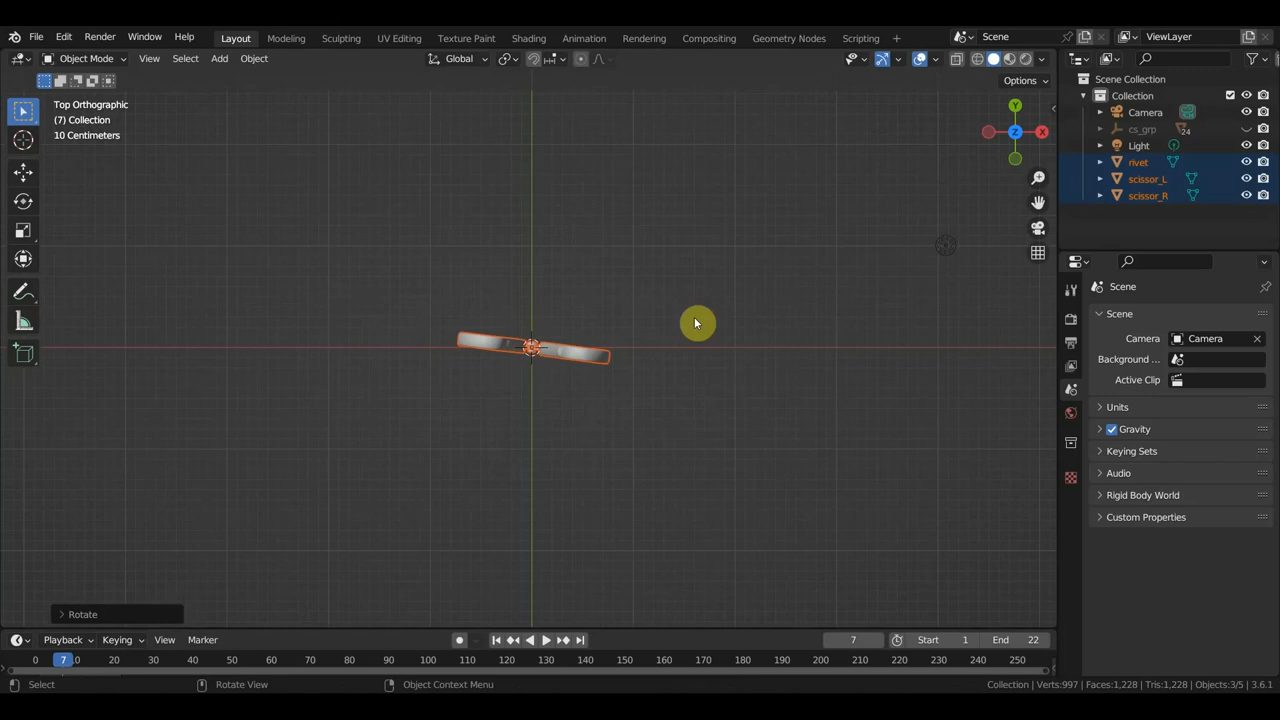 File Edit Render Window Help Layout Modeling Sculpting UV Editing Texture Paint Shading Animation Rendering Compositing Geometry Nodes Scripting + Scene ViewLayer
Object Mode View Select Add Object Global
Options
Top Orthographic
(7) Collection
10 Centimeters
Y
Z
X
Scene Collection
Collection
Camera
cs_grp 24
Light
rivet
scissor_L
scissor_R
Scene
Scene
Camera Camera
Background ...
Active Clip
Units
Gravity
Keying Sets
Audio
Rigid Body World
Custom Properties
Rotate
Playback Keying View Marker 7 Start 1 End 22
0 7 10 20 30 40 50 60 70 80 90 100 110 120 130 140 150 160 170 180 190 200 210 220 230 240 250
Select Rotate View Object Context Menu Collection | Verts:997 | Faces:1,228 | Tris:1,228 | Objects:3/5 | 3.6.1